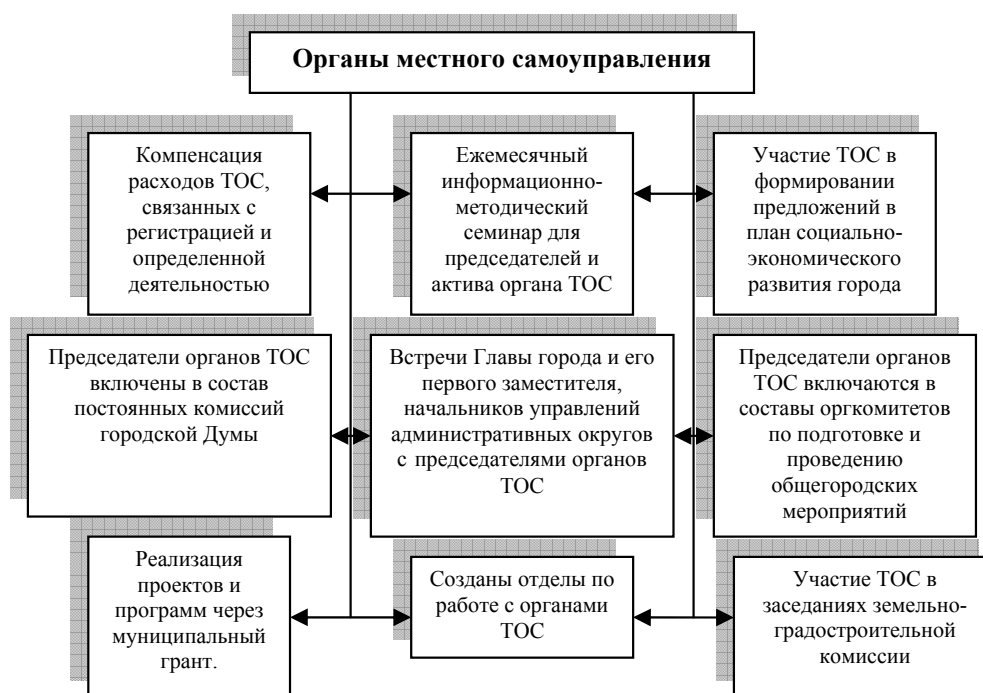 Органы местного самоуправления
Компенсация
расходов ТОС,
связанных с
регистрацией и
определенной
деятельностью
Ежемесячный
информационно-
методический
семинар для
председателей и
актива органа ТОС
Участие ТОС в
формировании
предложений в
план социально-
экономического
развития города
Председатели органов ТОС
включены в состав
постоянных комиссий
городской Думы
Встречи Главы города и его
первого заместителя,
начальников управлений
административных округов
с председателями органов
ТОС
Председатели органов
ТОС включаются в
составы оргкомитетов
по подготовке и
проведению
общегородских
мероприятий
Реализация
проектов и
программ через
муниципальный
грант.
Созданы отделы по
работе с органами
ТОС
Участие ТОС в
заседаниях земельно-
градостроительной
комиссии